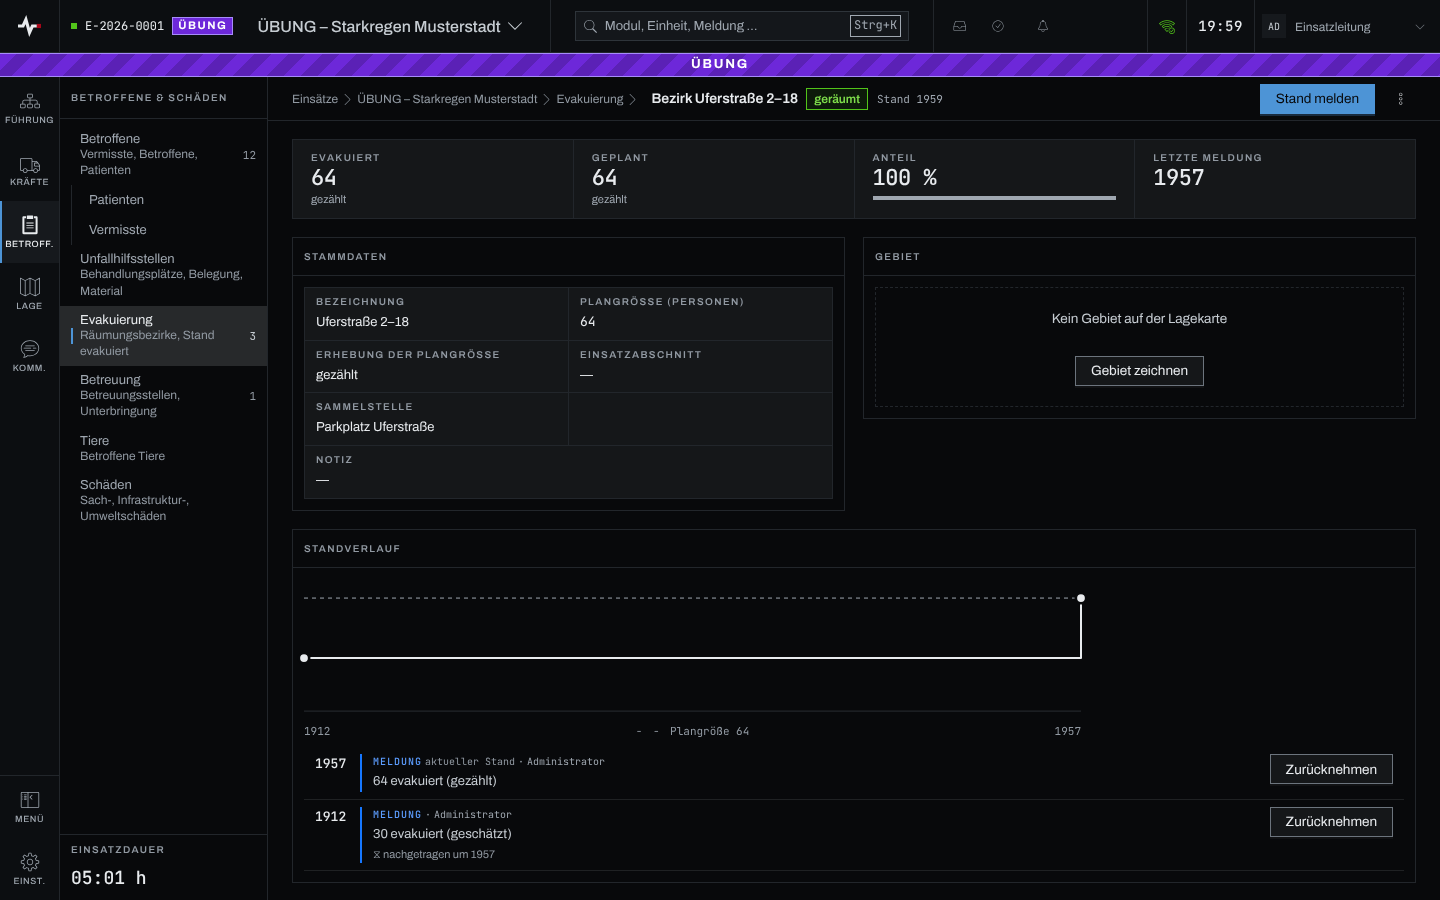 E-2026-0001 ÜBUNG ÜBUNG – Starkregen Musterstadt
Modul, Einheit, Meldung ... Strg+K
19:59
AD Einsatzleitung
ÜBUNG
FÜHRUNG
KRÄFTE
BETROFF.
LAGE
KOMM.
MENÜ
EINST.
BETROFFENE & SCHÄDEN
Betroffene
Vermisste, Betroffene,
Patienten
12
Patienten
Vermisste
Unfallhilfsstellen
Behandlungsplätze, Belegung,
Material
Evakuierung
Räumungsbezirke, Stand
evakuiert
3
Betreuung
Betreuungsstellen,
Unterbringung
1
Tiere
Betroffene Tiere
Schäden
Sach-, Infrastruktur-,
Umweltschäden
EINSATZDAUER
05:01 h
Einsätze ÜBUNG – Starkregen Musterstadt Evakuierung Bezirk Uferstraße 2–18 geräumt Stand 1959
Stand melden
EVAKUIERT
64
gezählt
GEPLANT
64
gezählt
ANTEIL
100 %
LETZTE MELDUNG
1957
STAMMDATEN
BEZEICHNUNG
Uferstraße 2–18
PLANGRÖSSE (PERSONEN)
64
ERHEBUNG DER PLANGRÖSSE
gezählt
EINSATZABSCHNITT
—
SAMMELSTELLE
Parkplatz Uferstraße
NOTIZ
—
GEBIET
Kein Gebiet auf der Lagekarte
Gebiet zeichnen
STANDVERLAUF
1912 - - Plangröße 64 1957
1957 MELDUNG aktueller Stand · Administrator
64 evakuiert (gezählt)
Zurücknehmen
1912 MELDUNG · Administrator
30 evakuiert (geschätzt)
⧖ nachgetragen um 1957
Zurücknehmen